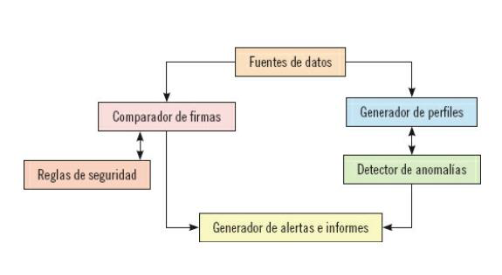 Fuentes de datos
Comparador de firmas
Generador de perfiles
Reglas de seguridad
Detector de anomalías
Generador de alertas e informes